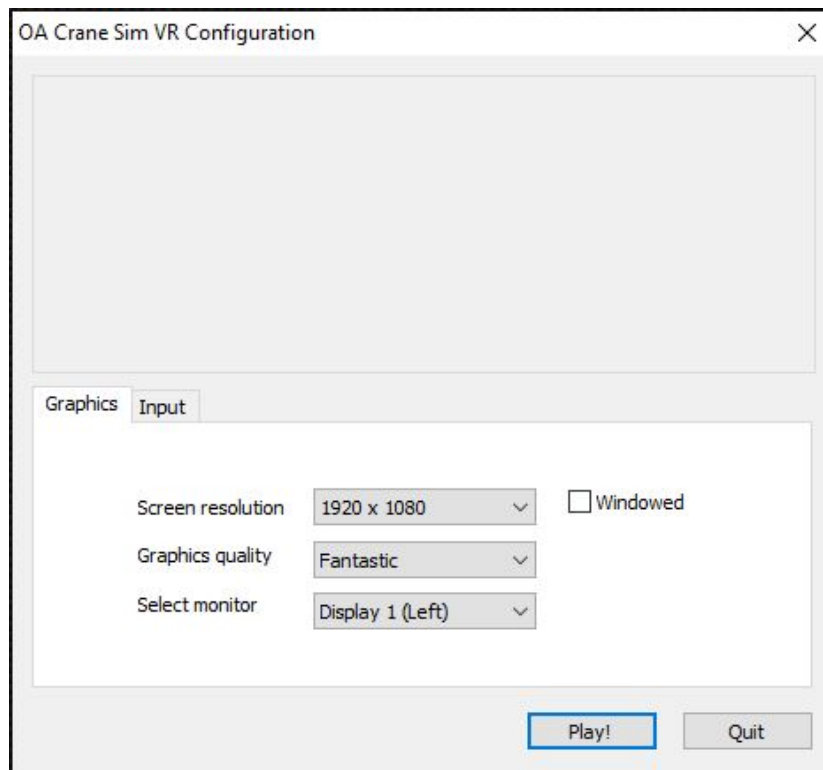 OA Crane Sim VR Configuration
Graphics
Input
Screen resolution
1920 x 1080
Windowed
Graphics quality
Fantastic
Select monitor
Display 1 (Left)
Play!
Quit